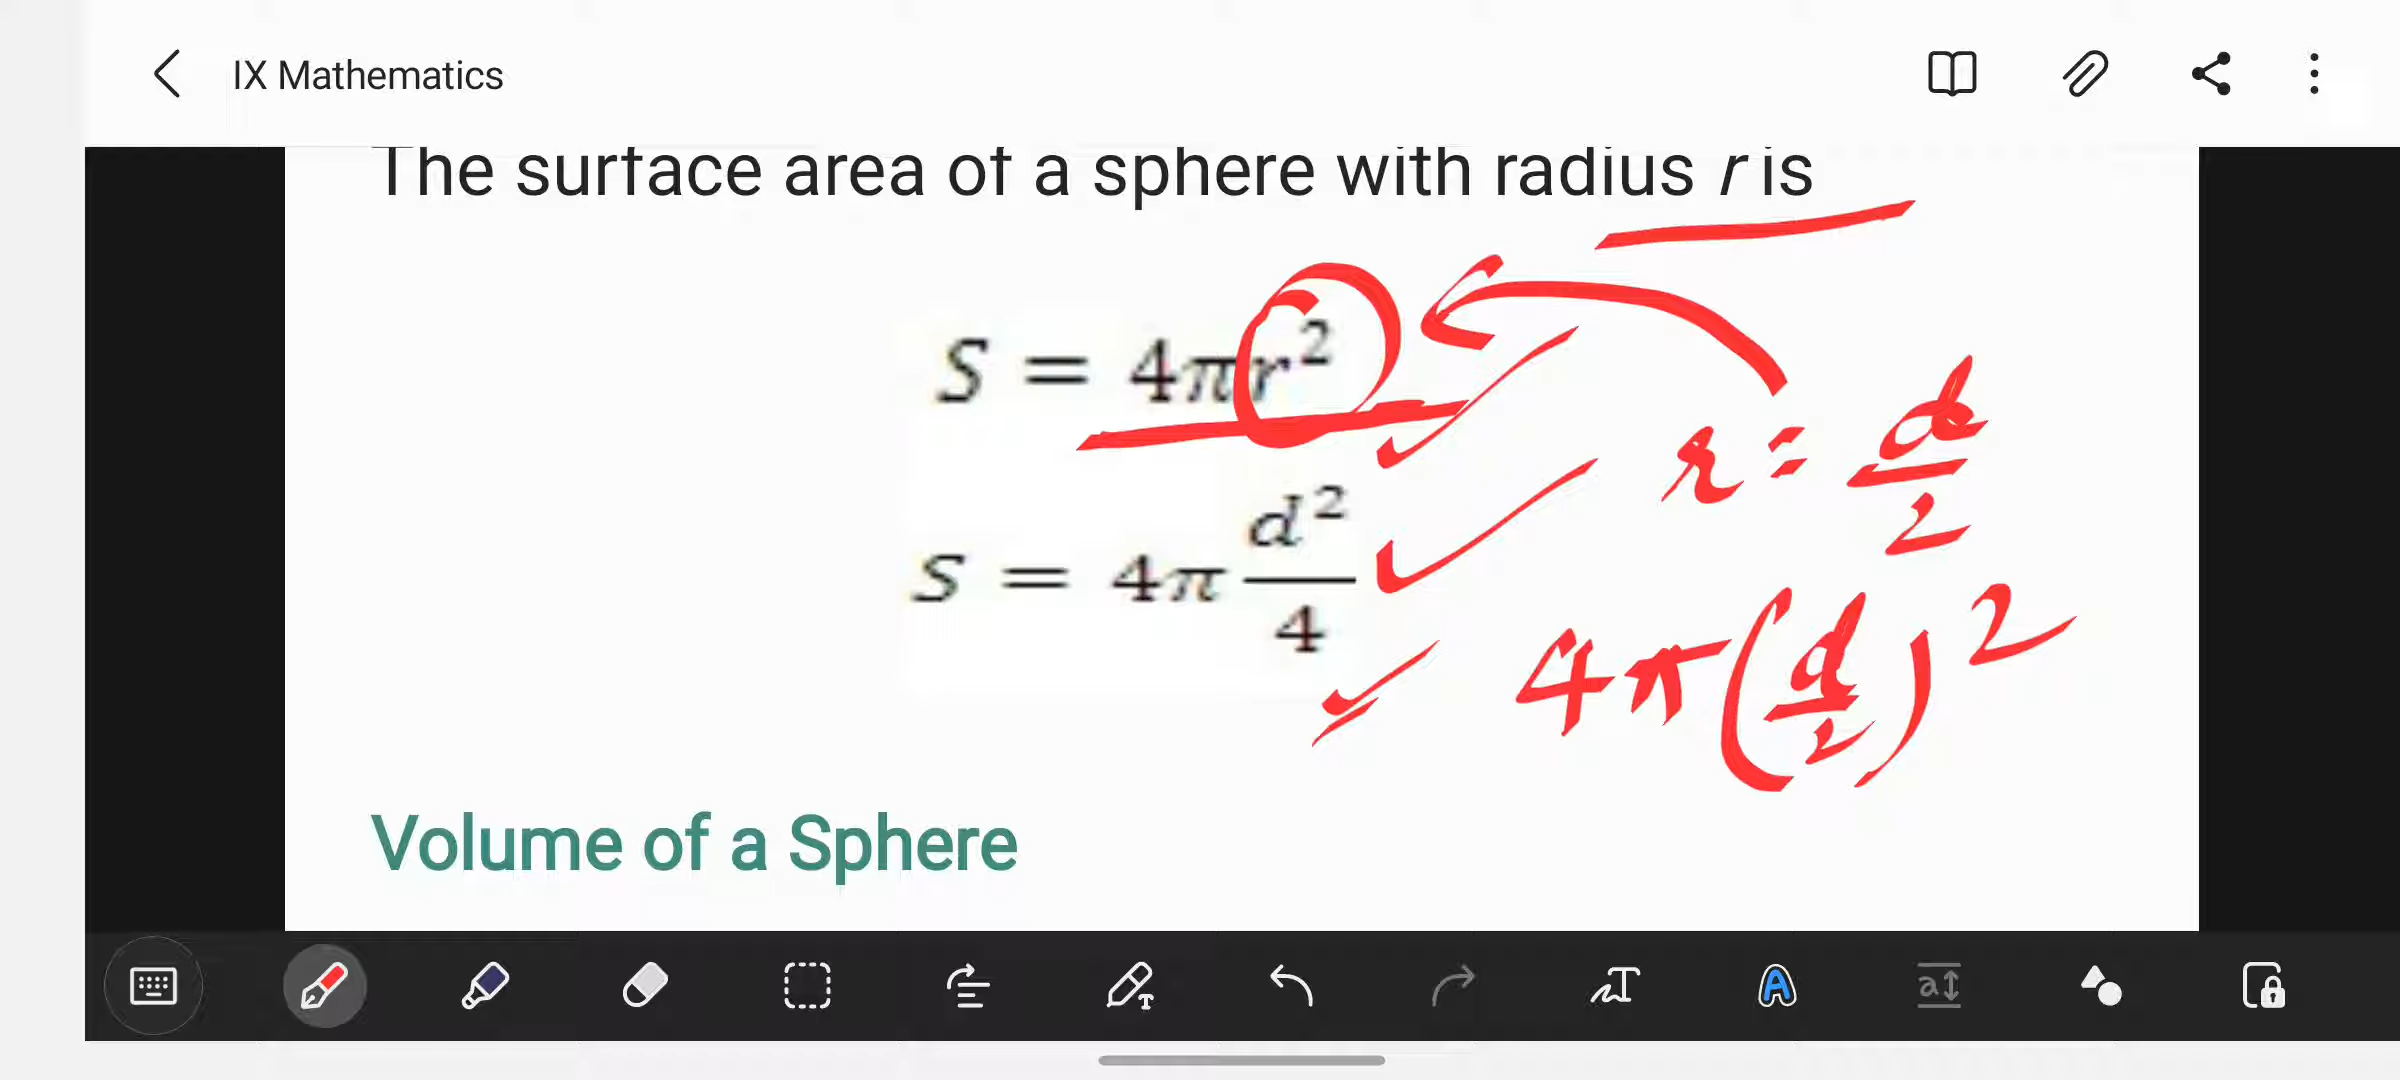 IX Mathematics
The surface area of a sphere with radius r is
S = 4πr²
r = d/2
S = 4π d²/4
= 4π(d/2)²
Volume of a Sphere